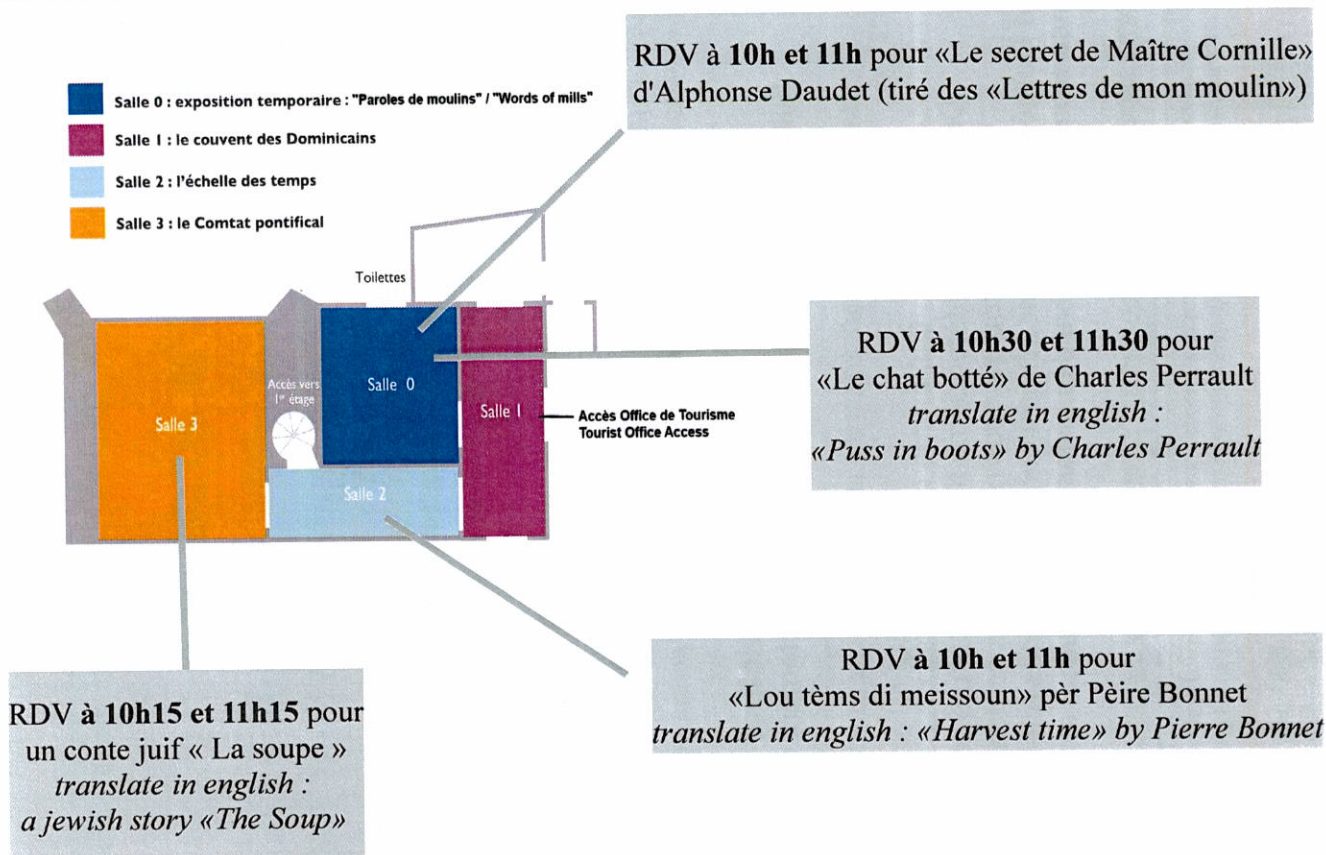 RDV à 10h et 11h pour «Le secret de Maître Cornille»
d'Alphonse Daudet (tiré des «Lettres de mon moulin»)
Salle 0 : exposition temporaire : "Paroles de moulins" / "Words of mills"
Salle 1 : le couvent des Dominicains
Salle 2 : l'échelle des temps
Salle 3 : le Comtat pontifical
Toilettes
Salle 0
Accès vers
1er étage
Salle 3
Salle 1
Accès Office de Tourisme
Tourist Office Access
Salle 2
RDV à 10h30 et 11h30 pour
«Le chat botté» de Charles Perrault
translate in english :
«Puss in boots» by Charles Perrault
RDV à 10h et 11h pour
«Lou tèms di meissoun» pèr Pèire Bonnet
translate in english : «Harvest time» by Pierre Bonnet
RDV à 10h15 et 11h15 pour
un conte juif « La soupe »
translate in english :
a jewish story «The Soup»